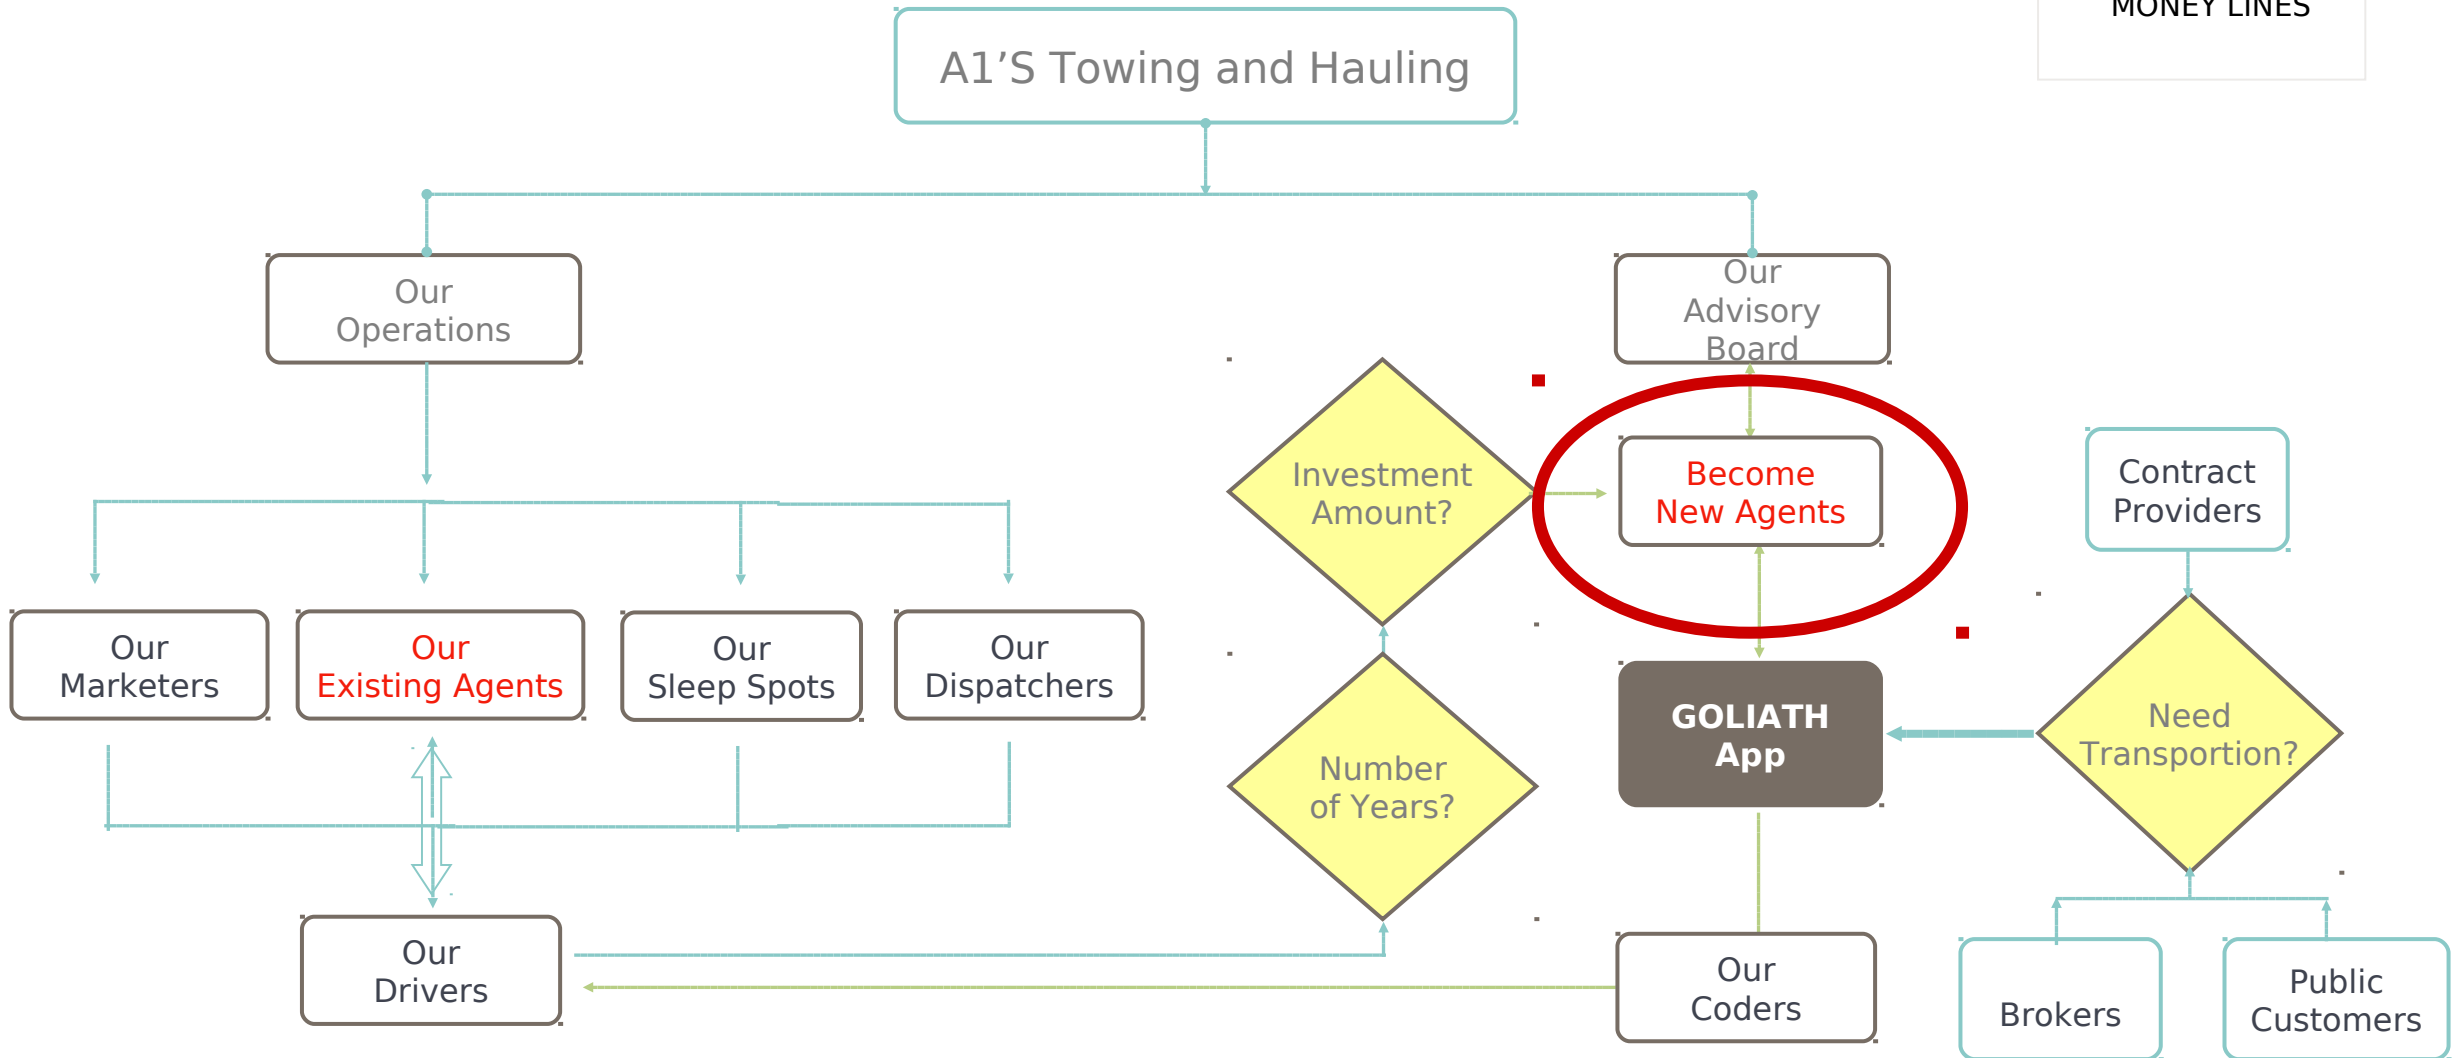 MONEY LINES
A1’S Towing and Hauling
Our
Operations
Our
Advisory
Board
Investment
Amount?
Become
New Agents
Contract
Providers
Our
Marketers
Our
Existing Agents
Our
Sleep Spots
Our
Dispatchers
GOLIATH
App
Need
Transportion?
Number
of Years?
Our
Drivers
Our
Coders
Brokers
Public
Customers